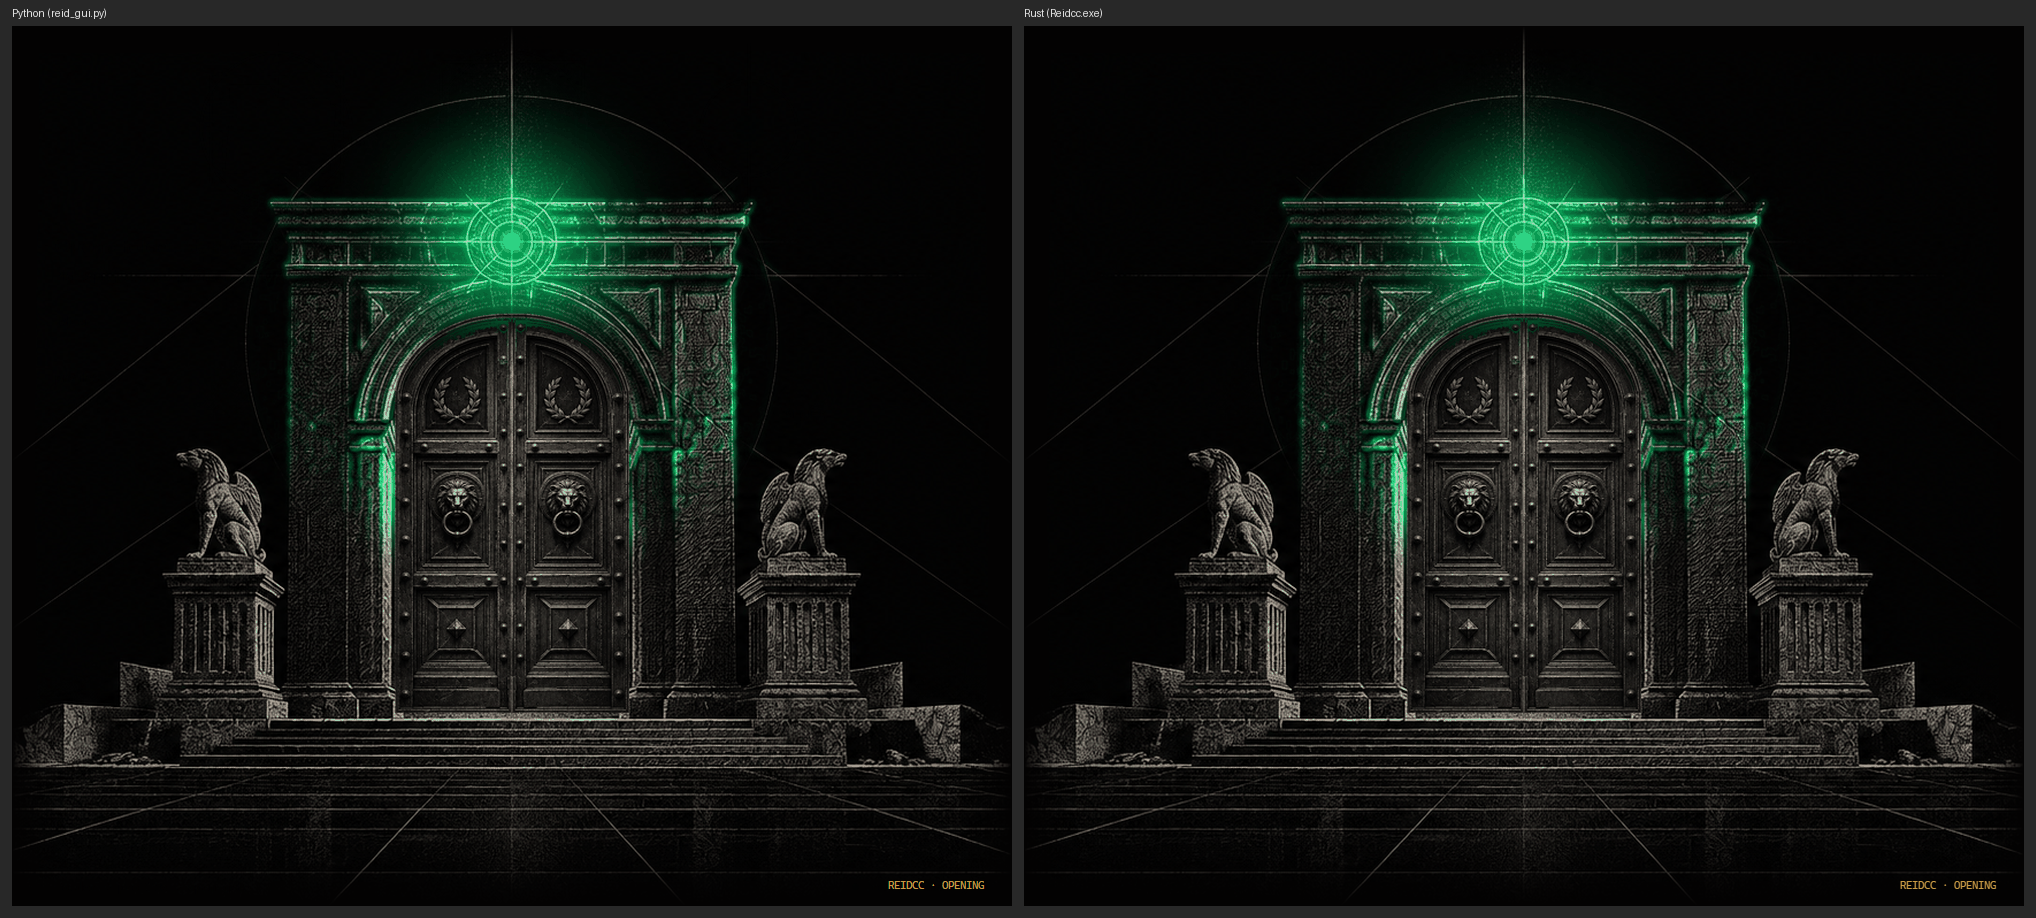 Python (reid_gui.py)
Rust (Reidcc.exe)
REIDCC · OPENING
REIDCC · OPENING